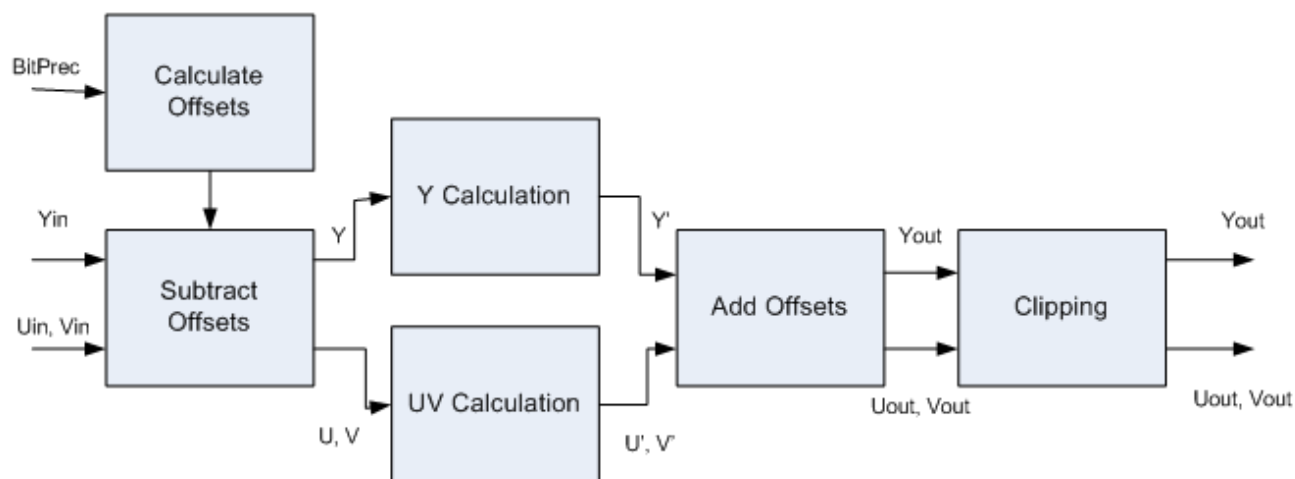 BitPrec
Calculate
Offsets
Yin
Uin, Vin
Subtract
Offsets
Y
U, V
Y Calculation
UV Calculation
Y'
U', V'
Add Offsets
Yout
Uout, Vout
Clipping
Yout
Uout, Vout